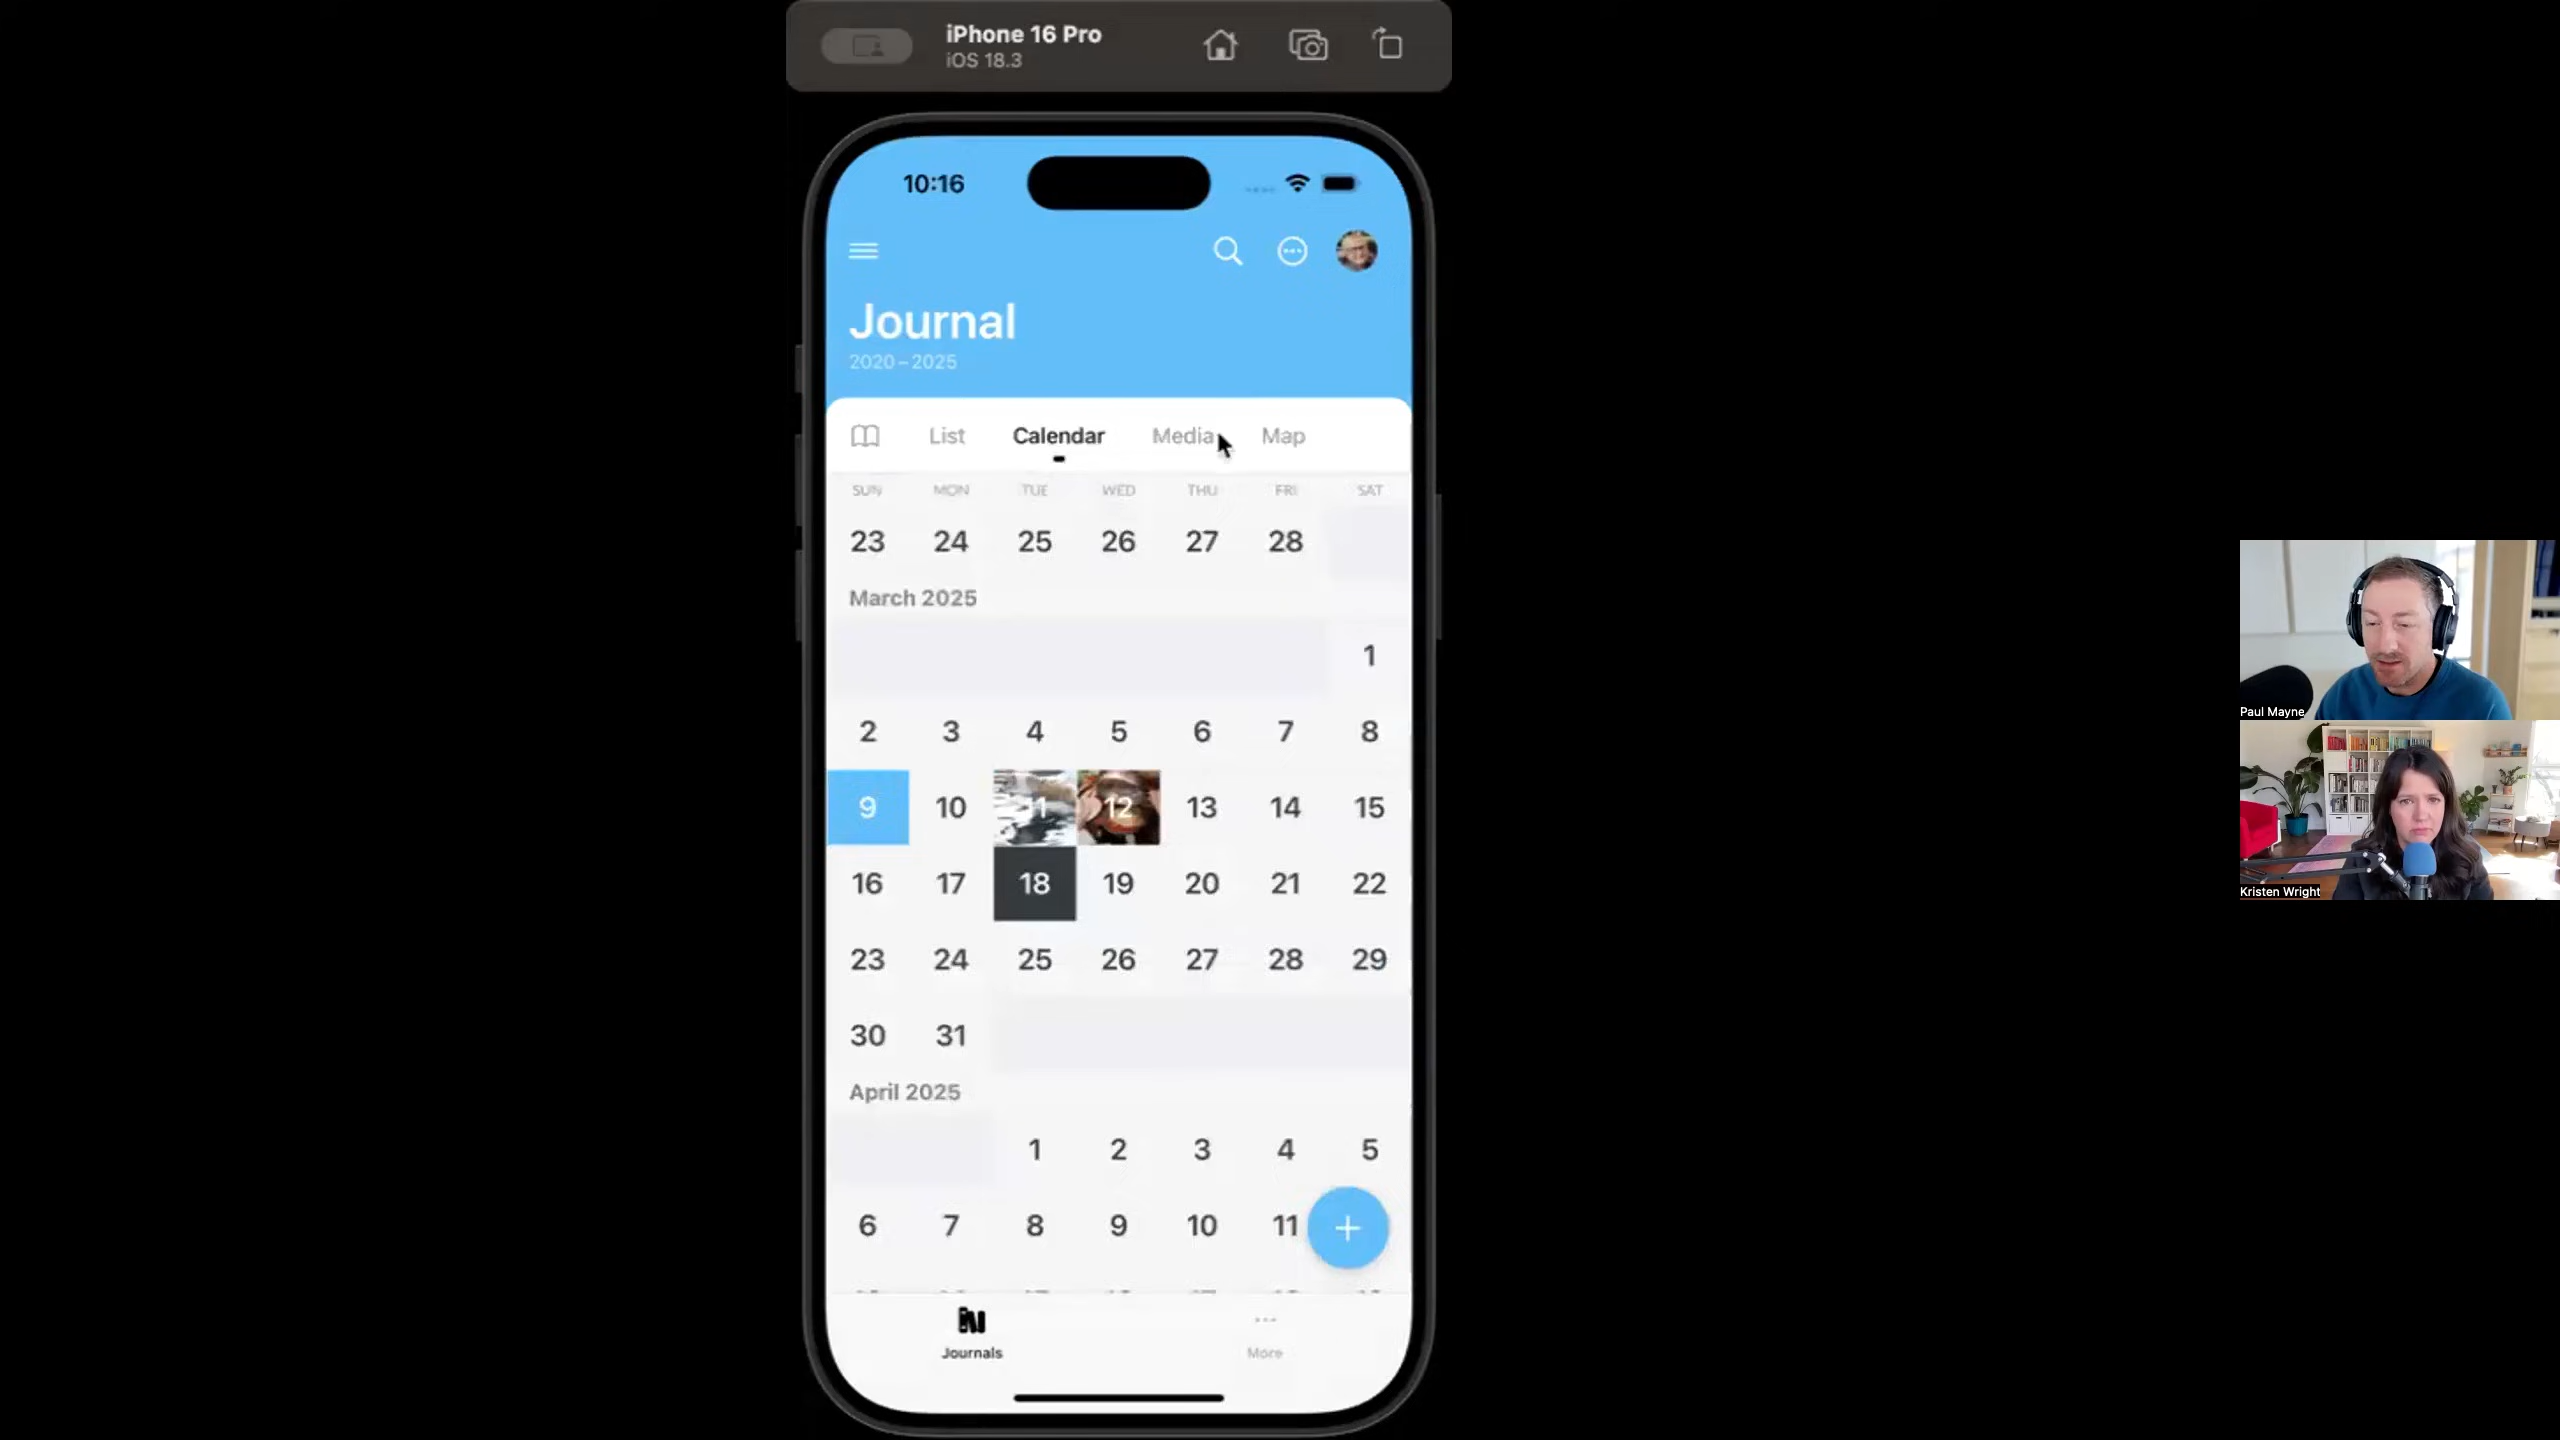 iPhone 16 Pro
iOS 18.3
10:16
Journal
2020–2025
List Calendar Media Map
SUN MON TUE WED THU FRI SAT
23 24 25 26 27 28
March 2025
1
2 3 4 5 6 7 8
9 10 11 12 13 14 15
16 17 18 19 20 21 22
23 24 25 26 27 28 29
30 31
April 2025
1 2 3 4 5
6 7 8 9 10 11
+
Journals More
Paul Mayne
Kristen Wright